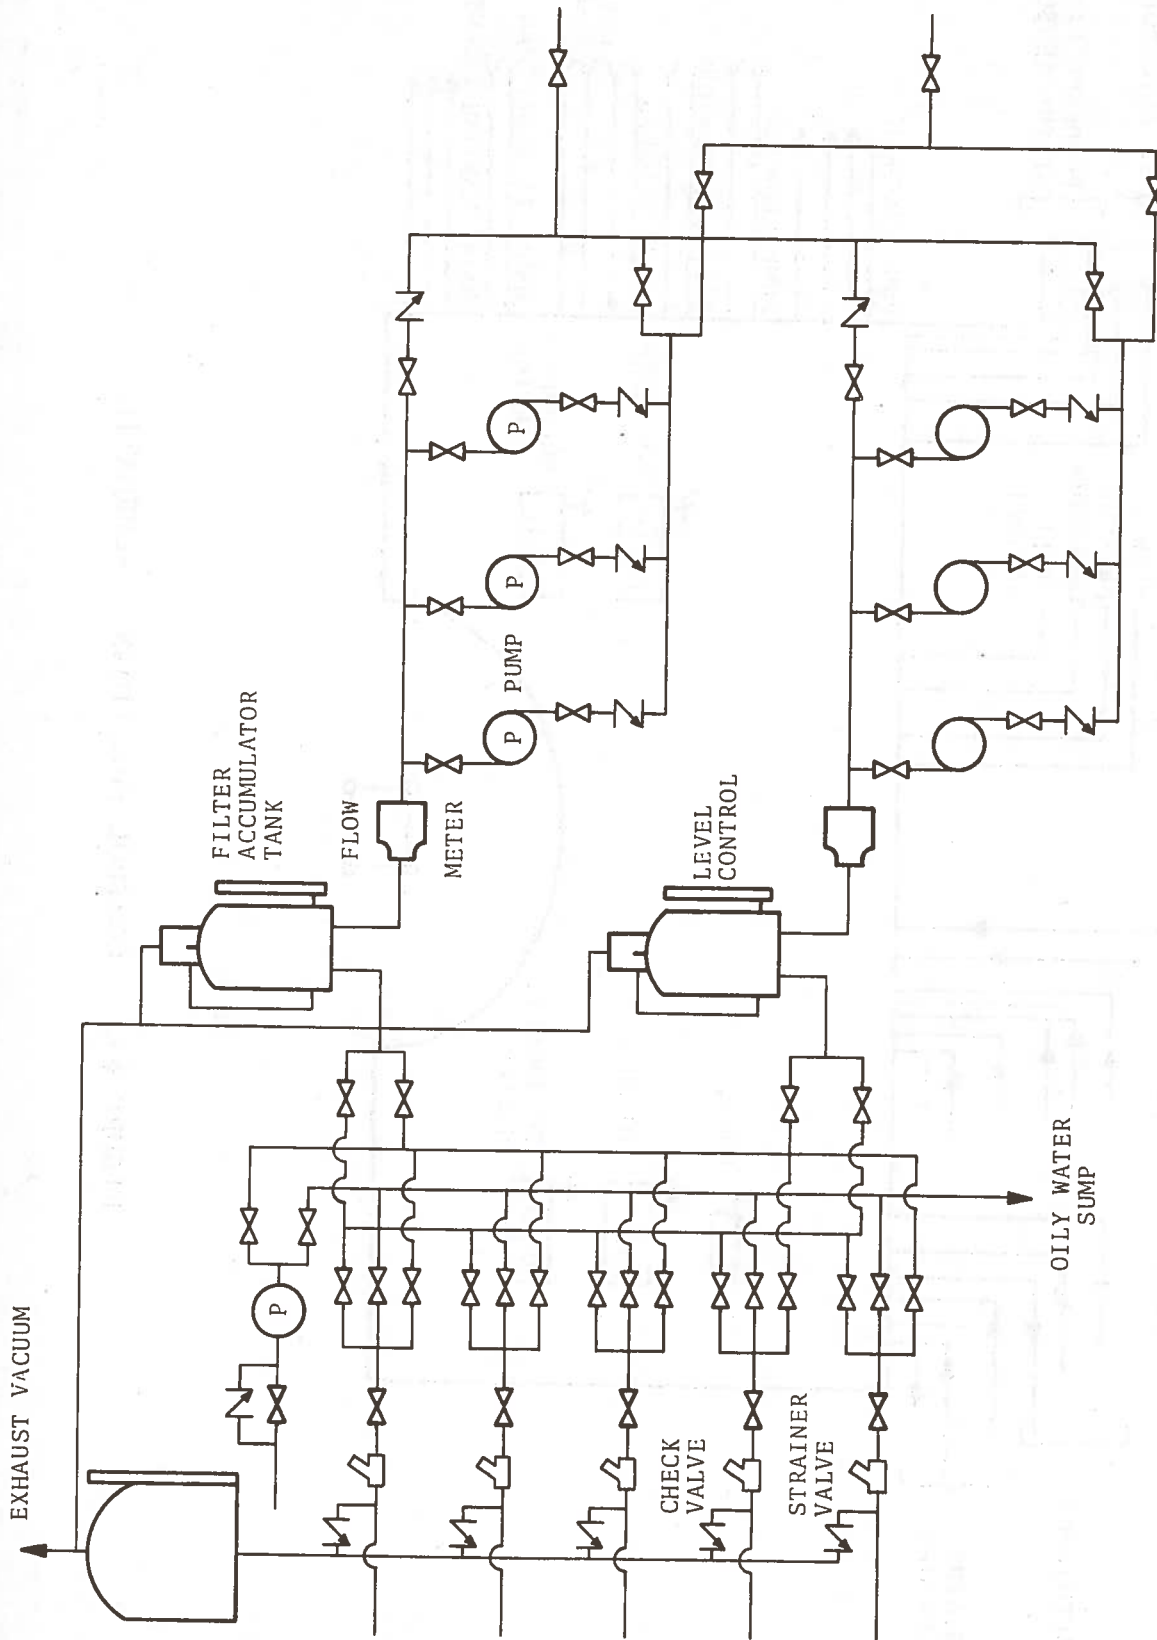 EXHAUST VACUUM
FILTER
ACCUMULATOR
TANK
FLOW
METER
P
P
P
PUMP
P
LEVEL
CONTROL
CHECK
VALVE
STRAINER
VALVE
OILY WATER
SUMP